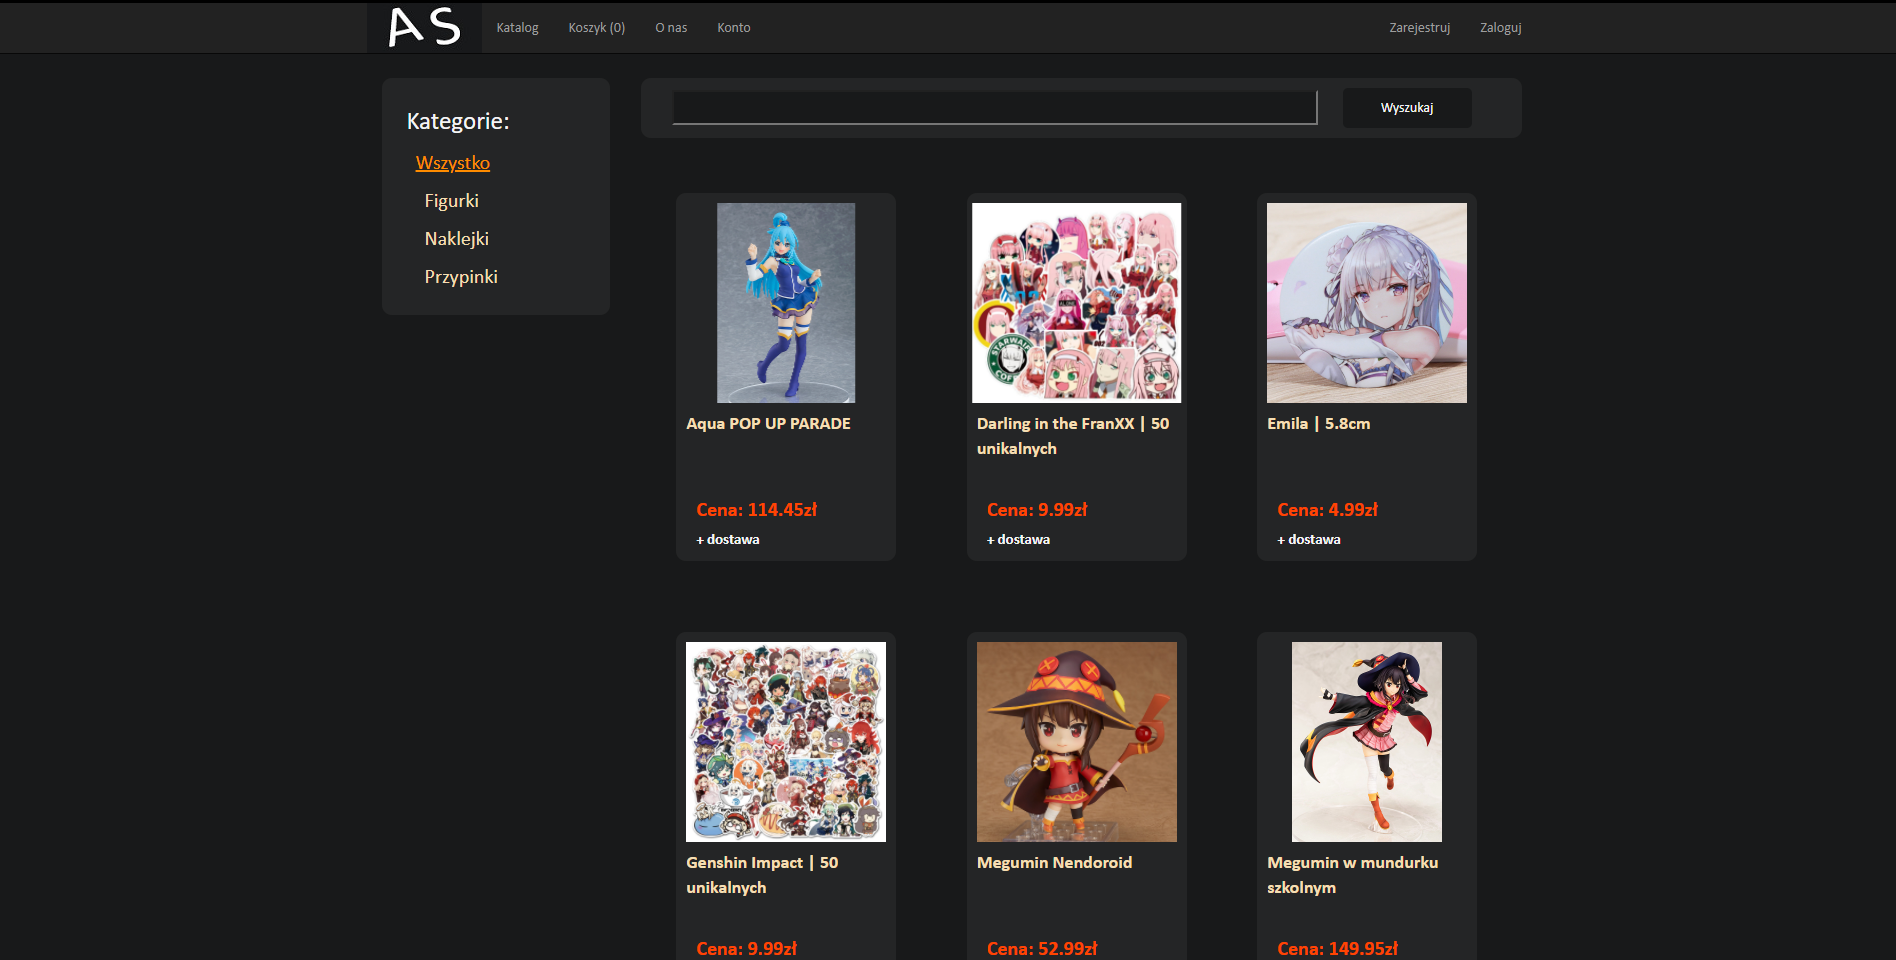 AS
Katalog
Koszyk (0)
O nas
Konto
Zarejestruj
Zaloguj
Kategorie:
Wszystko
Figurki
Naklejki
Przypinki
Wyszukaj
STARWAIFU
COFF
Aqua POP UP PARADE
Cena: 114.45zł
+ dostawa
Darling in the FranXX | 50
unikalnych
Cena: 9.99zł
+ dostawa
Emila | 5.8cm
Cena: 4.99zł
+ dostawa
Genshin Impact | 50
unikalnych
Cena: 9.99zł
Megumin Nendoroid
Cena: 52.99zł
Megumin w mundurku
szkolnym
Cena: 149.95zł